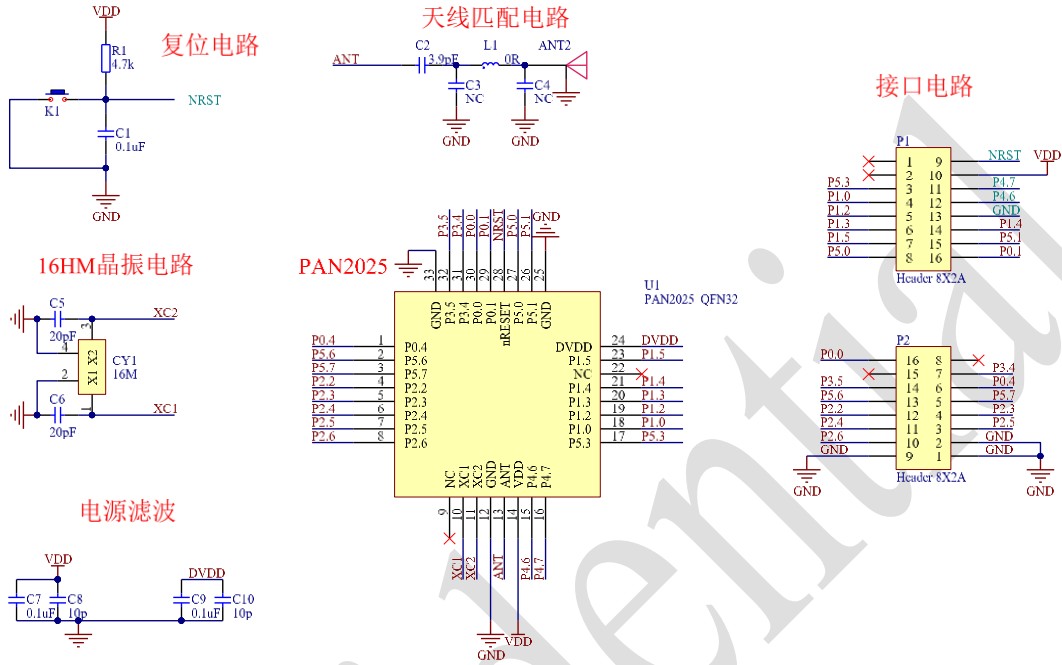 VDD
R1
4.7k
复位电路
NRST
K1
C1
0.1uF
GND
天线匹配电路
ANT
C2
3.9pF
L1
0R
ANT2
C3
NC
C4
NC
GND
GND
接口电路
P1
1 9 NRST
2 10 VDD
P5.3 3 11 P4.7
P1.0 4 12 P4.6
P1.2 5 13 GND
P1.3 6 14 P1.4
P1.5 7 15 P5.1
P5.0 8 16 P0.1
Header 8X2A
16HM晶振电路
C5
20pF
XC2
3
4
X1 X2
CY1
16M
2
1
C6
20pF
XC1
PAN2025
U1
PAN2025 QFN32
P3.5 P3.4 P0.0 P0.1 NRST P5.0 P5.1 GND
33 32 31 30 29 28 27 26 25
GND P3.5 P3.4 P0.0 P0.1 nRESET P5.0 P5.1 GND
P0.4 1 P0.4
P5.6 2 P5.6
P5.7 3 P5.7
P2.2 4 P2.2
P2.3 5 P2.3
P2.4 6 P2.4
P2.5 7 P2.5
P2.6 8 P2.6
DVDD 24 DVDD
P1.5 23 P1.5
NC 22
P1.4 21 P1.4
P1.3 20 P1.3
P1.2 19 P1.2
P1.0 18 P1.0
P5.3 17 P5.3
NC XC1 XC2 GND ANT VDD P4.6 P4.7
9 10 11 12 13 14 15 16
XC1 XC2 ANT P4.6 P4.7
GND
VDD
P2
P0.0 16 8
15 7 P3.4
P3.5 14 6 P0.4
P5.6 13 5 P5.7
P2.2 12 4 P2.3
P2.4 11 3 P2.5
P2.6 10 2 GND
GND 9 1 GND
Header 8X2A
GND
GND
电源滤波
VDD
C7
0.1uF
C8
10p
DVDD
C9
0.1uF
C10
10p